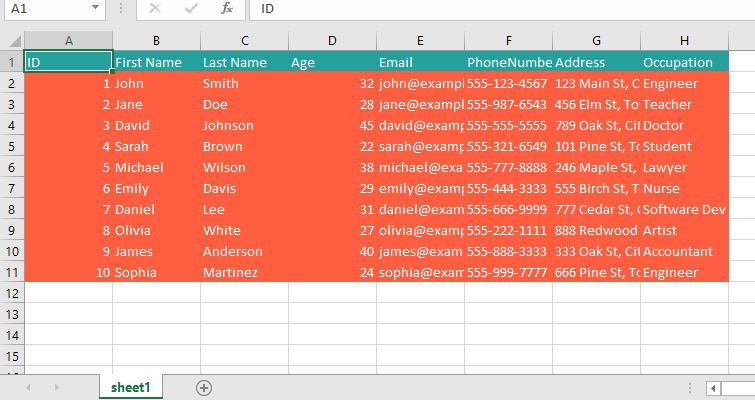 A1 fx ID
A B C D E F G H
1 ID First Name Last Name Age Email PhoneNumbe Address Occupation
2 1 John Smith 32 john@exampl 555-123-4567 123 Main St, C Engineer
3 2 Jane Doe 28 jane@exampl 555-987-6543 456 Elm St, To Teacher
4 3 David Johnson 45 david@examp 555-555-5555 789 Oak St, Cit Doctor
5 4 Sarah Brown 22 sarah@examp 555-321-6549 101 Pine St, To Student
6 5 Michael Wilson 38 michael@exa 555-777-8888 246 Maple St, Lawyer
7 6 Emily Davis 29 emily@examp 555-444-3333 555 Birch St, T Nurse
8 7 Daniel Lee 31 daniel@exam 555-666-9999 777 Cedar St, Software Dev
9 8 Olivia White 27 olivia@examp 555-222-1111 888 Redwood Artist
10 9 James Anderson 40 james@exam 555-888-3333 333 Oak St, Cit Accountant
11 10 Sophia Martinez 24 sophia@exam 555-999-7777 666 Pine St, To Engineer
12
13
14
15
sheet1